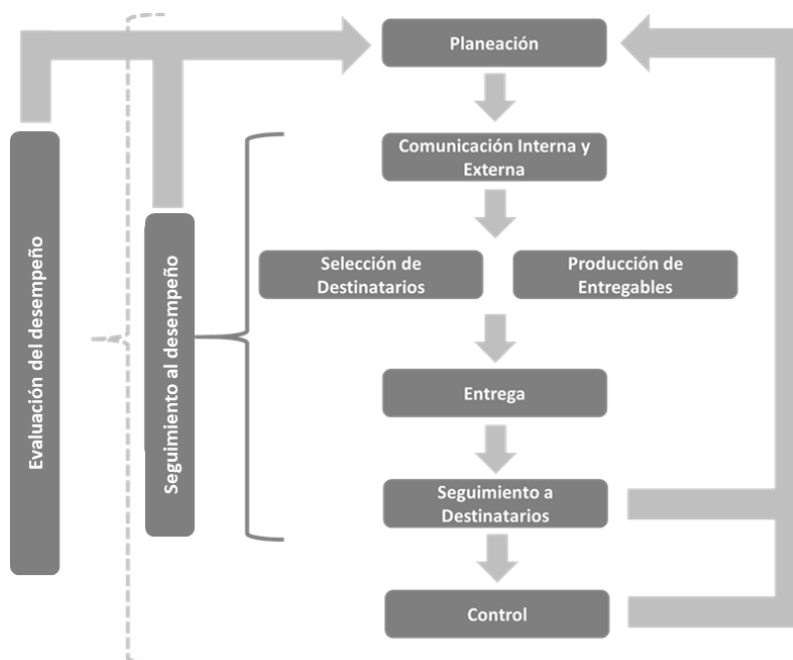 Planeación
Comunicación Interna y
Externa
Selección de
Destinatarios
Producción de
Entregables
Entrega
Seguimiento a
Destinatarios
Control
Evaluación del desempeño
Seguimiento al desempeño